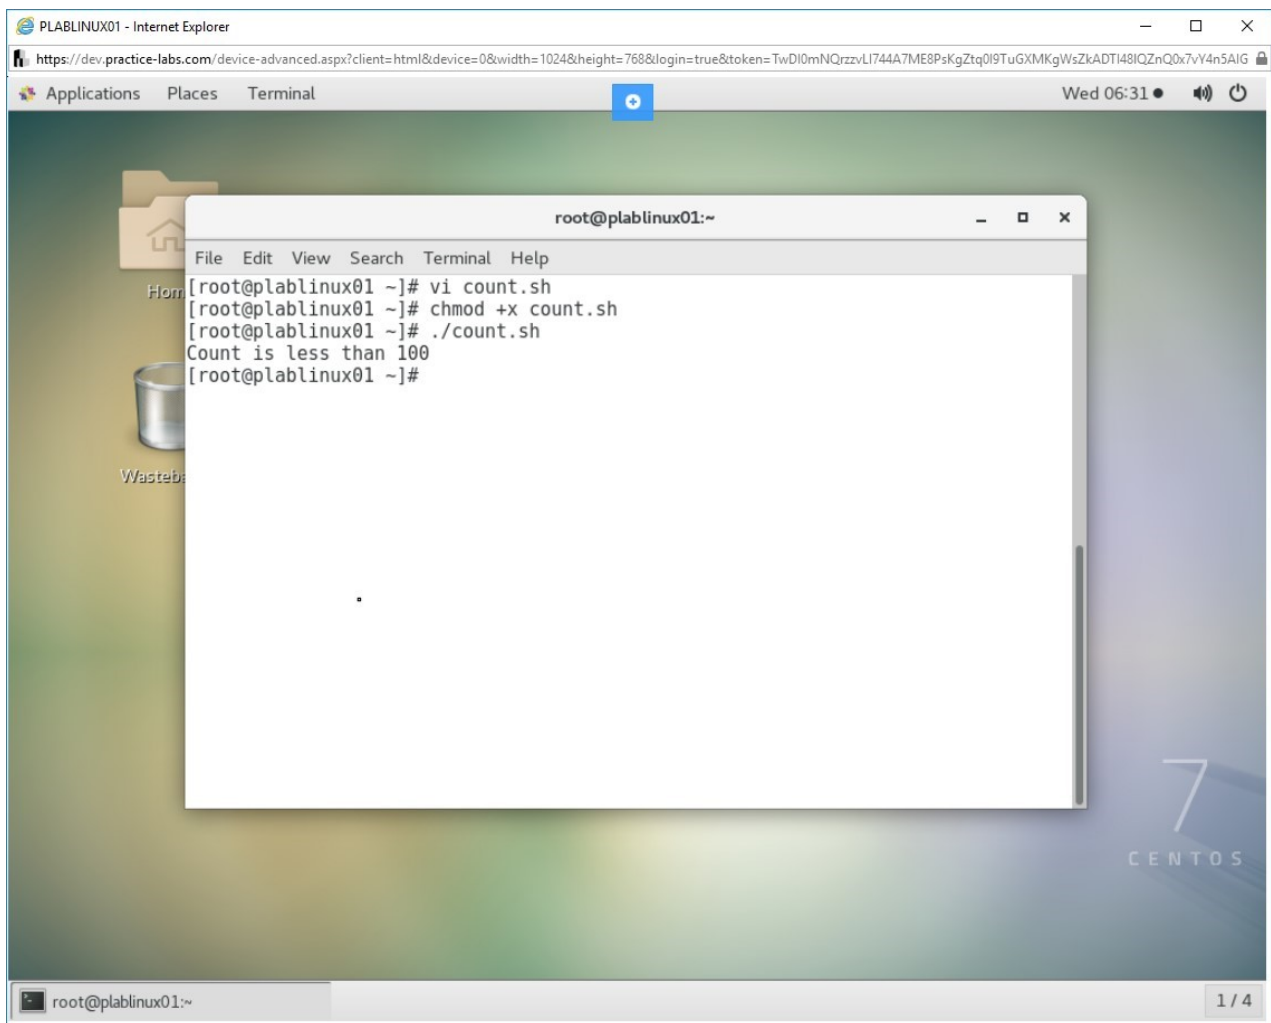 PLABLINUX01 - Internet Explorer
https://dev.practice-labs.com/device-advanced.aspx?client=html&device=0&width=1024&height=768&login=true&token=TwDI0mNQrzzvLI744A7ME8PsKgZtq0I9TuGXMKgWsZkADTI48IQZnQ0x7vY4n5AIG
Applications Places Terminal Wed 06:31
root@plablinux01:~
File Edit View Search Terminal Help
[root@plablinux01 ~]# vi count.sh
[root@plablinux01 ~]# chmod +x count.sh
[root@plablinux01 ~]# ./count.sh
Count is less than 100
[root@plablinux01 ~]#
Hom
Wasteb
7
CENTOS
root@plablinux01:~ 1 / 4